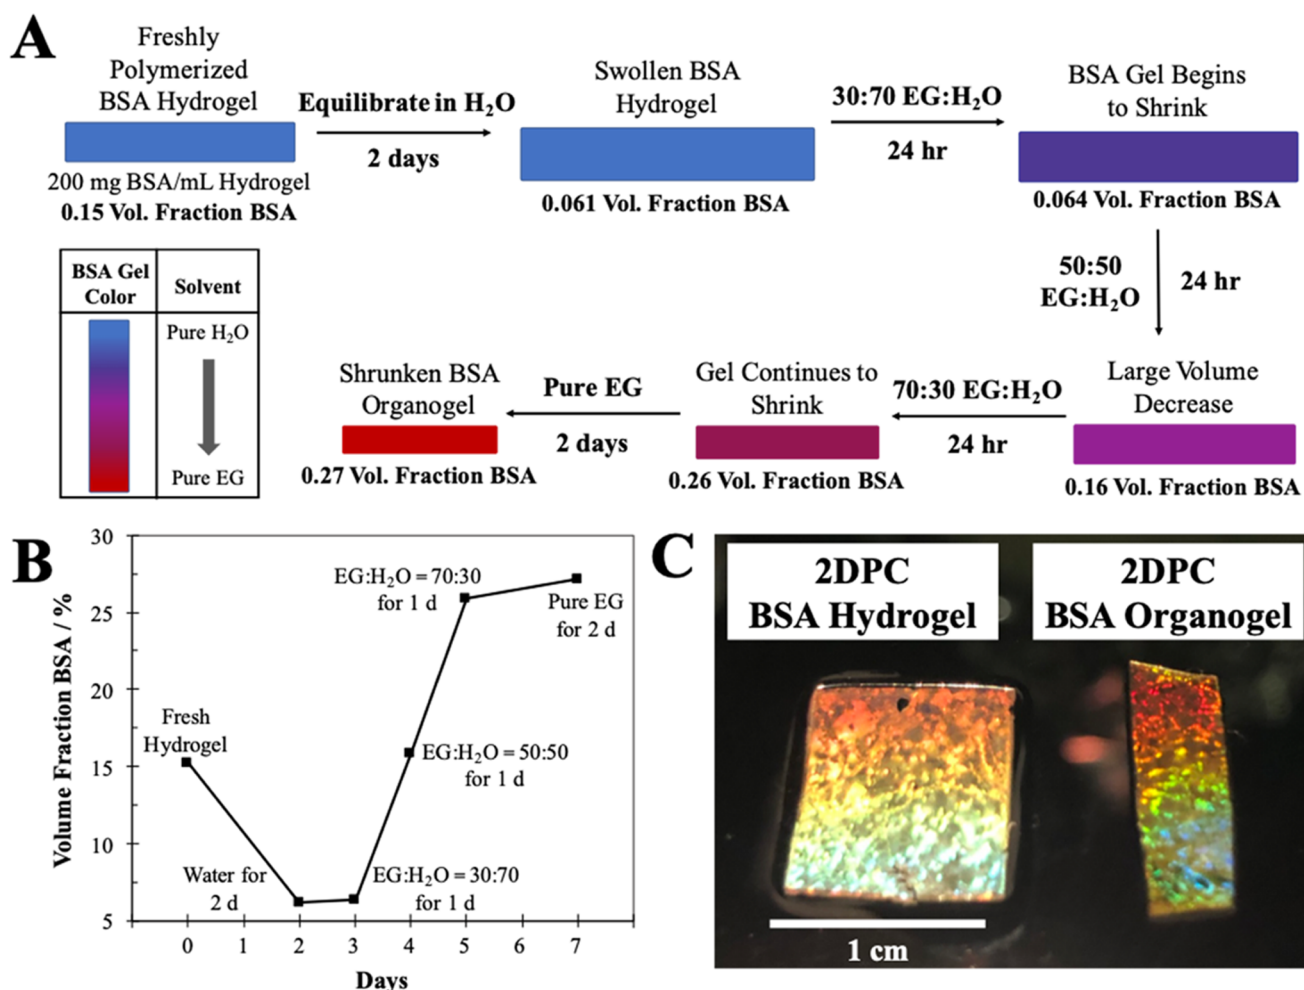 A
Freshly
Polymerized
BSA Hydrogel
200 mg BSA/mL Hydrogel
0.15 Vol. Fraction BSA
Equilibrate in H₂O
2 days
Swollen BSA
Hydrogel
0.061 Vol. Fraction BSA
30:70 EG:H₂O
24 hr
BSA Gel Begins
to Shrink
0.064 Vol. Fraction BSA
50:50
EG:H₂O
24 hr
Large Volume
Decrease
0.16 Vol. Fraction BSA
70:30 EG:H₂O
24 hr
Gel Continues to
Shrink
0.26 Vol. Fraction BSA
Pure EG
2 days
Shrunken BSA
Organogel
0.27 Vol. Fraction BSA
BSA Gel
Color
Solvent
Pure H₂O
Pure EG
B
Volume Fraction BSA / %
30
25
20
15
10
5
0 1 2 3 4 5 6 7
Days
Fresh
Hydrogel
Water for
2 d
EG:H₂O = 30:70
for 1 d
EG:H₂O = 50:50
for 1 d
EG:H₂O = 70:30
for 1 d
Pure EG
for 2 d
C
2DPC
BSA Hydrogel
2DPC
BSA Organogel
1 cm